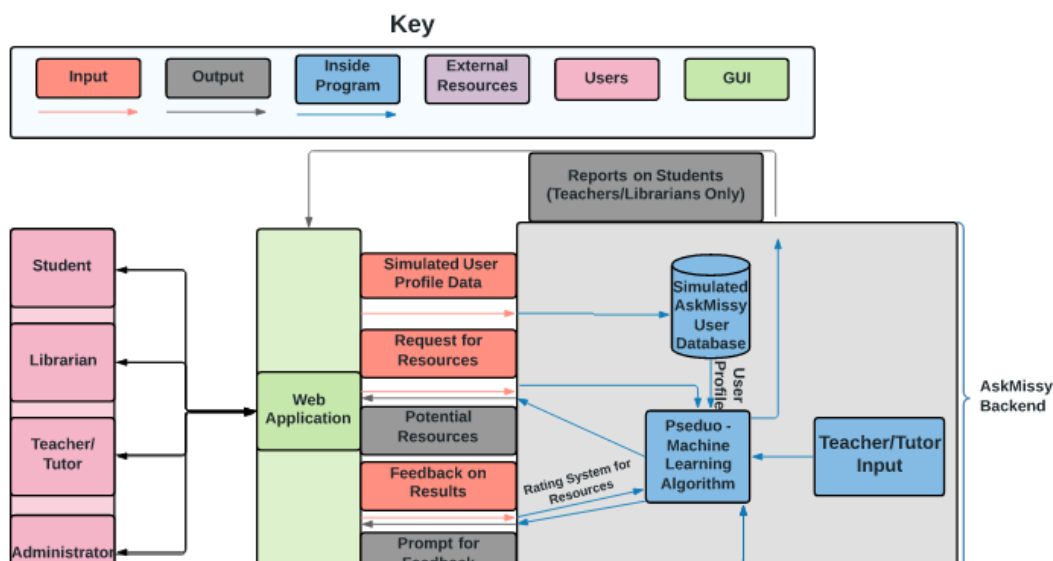 Key
Input
Output
Inside
Program
External
Resources
Users
GUI
Reports on Students
(Teachers/Librarians Only)
Student
Librarian
Teacher/
Tutor
Administrator
Web
Application
Simulated User
Profile Data
Request for
Resources
Potential
Resources
Feedback on
Results
Prompt for
Feedback
Simulated
AskMissy
User
Database
User
Profile
Pseduo -
Machine
Learning
Algorithm
Rating System for
Resources
Teacher/Tutor
Input
AskMissy
Backend